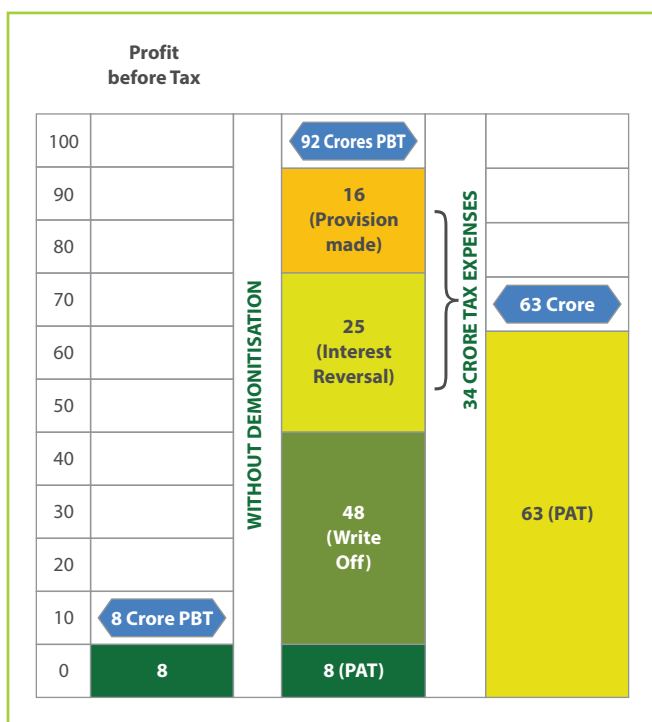 Profit
before Tax
100
90
80
70
60
50
40
30
20
10
0
8 Crore PBT
8
WITHOUT DEMONITISATION
92 Crores PBT
16
(Provision
made)
25
(Interest
Reversal)
48
(Write
Off)
8 (PAT)
34 CRORE TAX EXPENSES
63 Crore
63 (PAT)